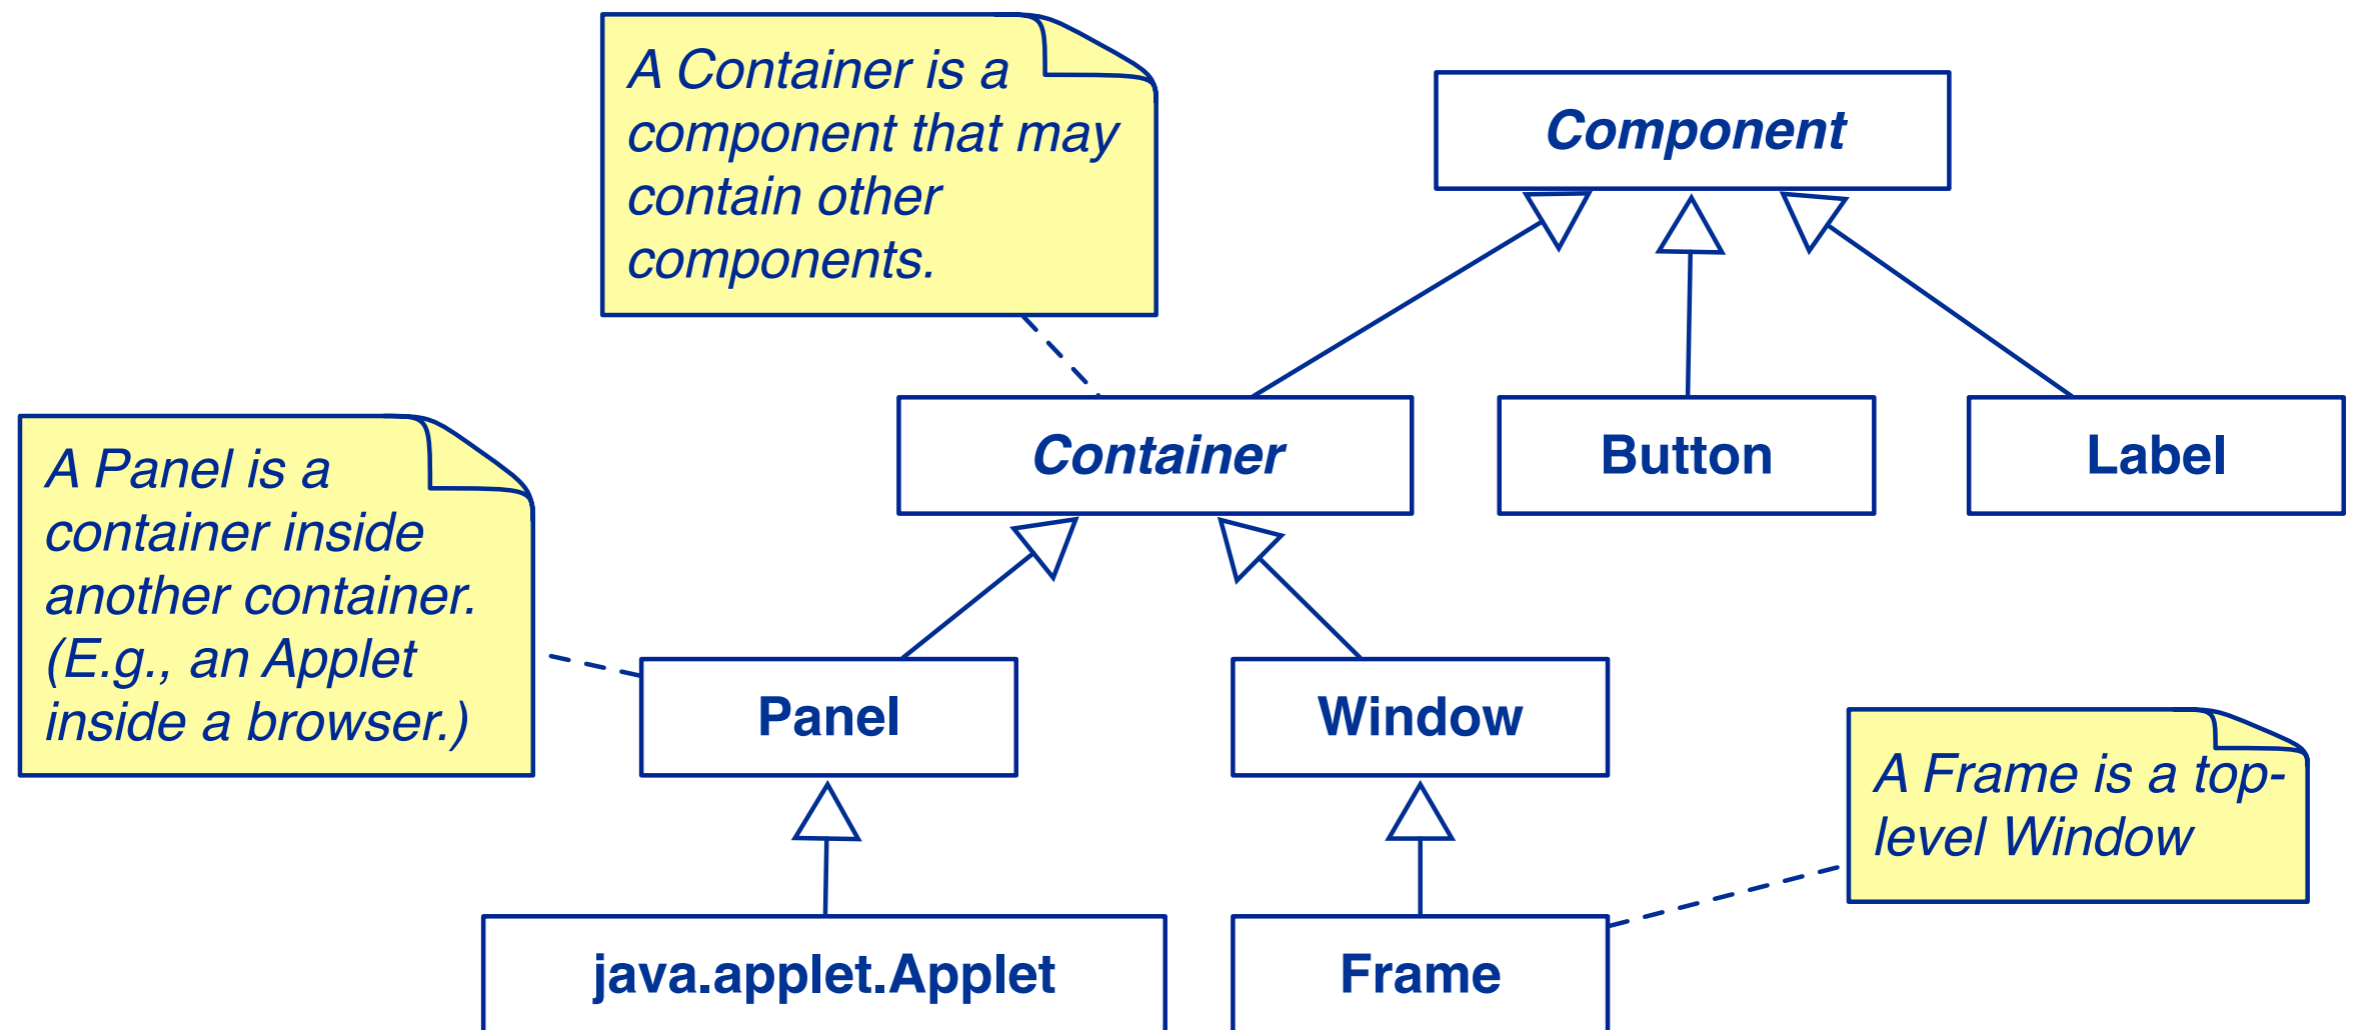 A Container is a
component that may
contain other
components.
Component
A Panel is a
container inside
another container.
(E.g., an Applet
inside a browser.)
Container
Button
Label
Panel
Window
A Frame is a top-
level Window
java.applet.Applet
Frame